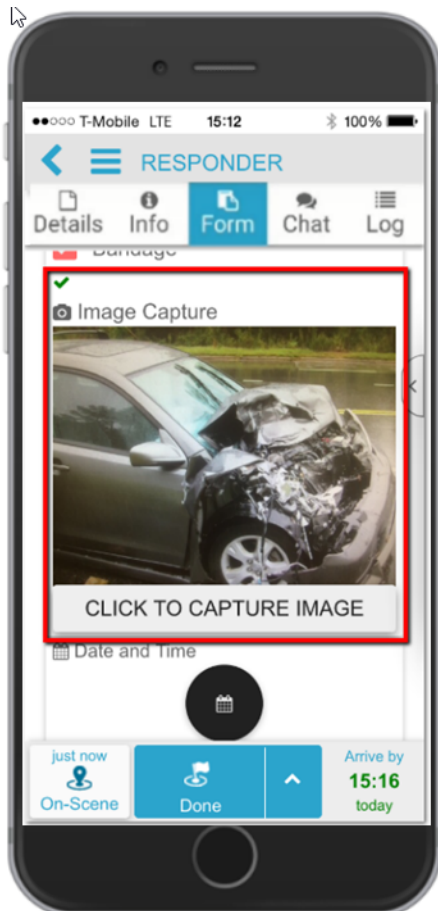 T-Mobile LTE 15:12 100%
RESPONDER
Details Info Form Chat Log
Bandage
Image Capture
CLICK TO CAPTURE IMAGE
Date and Time
just now
On-Scene
Done
Arrive by
15:16
today